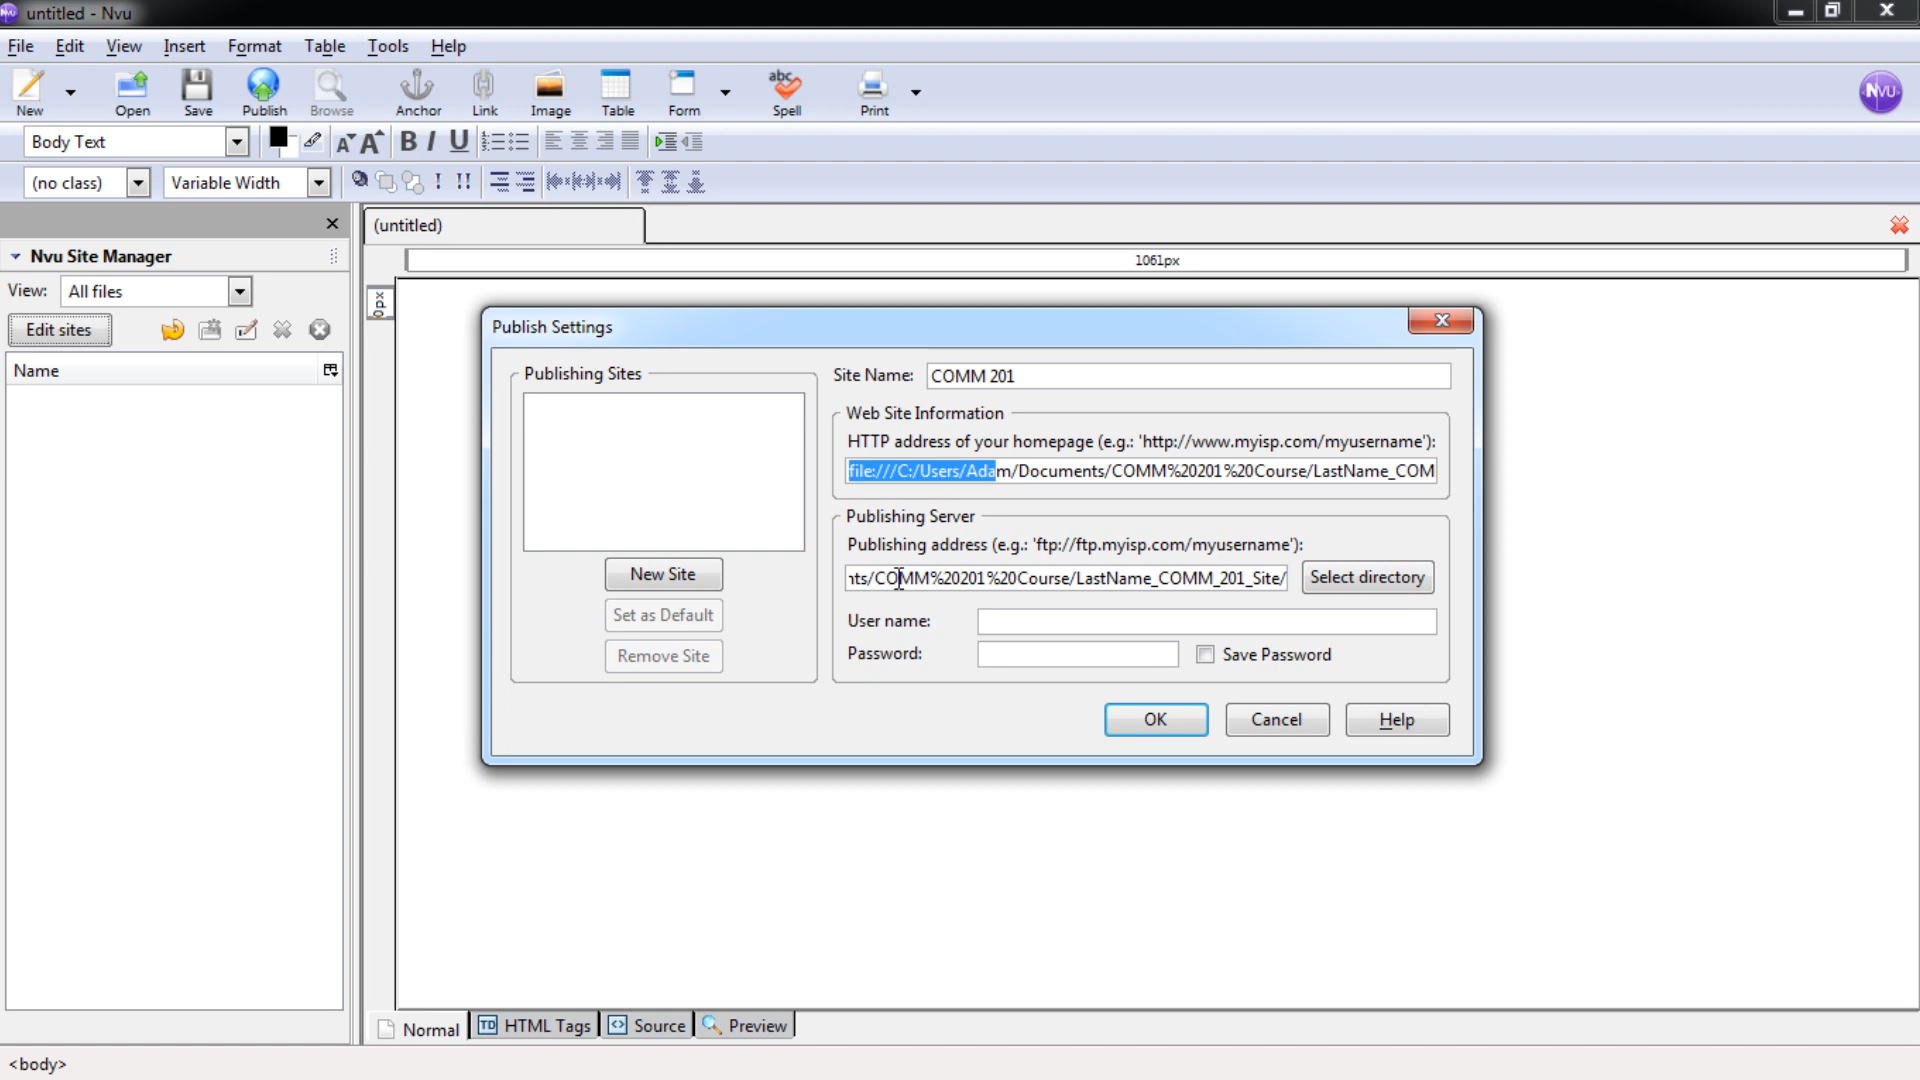 untitled - Nvu
File Edit View Insert Format Table Tools Help
New Open Save Publish Browse Anchor Link Image Table Form abc Spell Print NVU
Body Text B I U
(no class) Variable Width ! !!
(untitled)
Nvu Site Manager
1061px
View: All files
0px
Edit sites
Name
Publish Settings
Publishing Sites
New Site
Set as Default
Remove Site
Site Name: COMM 201
Web Site Information
HTTP address of your homepage (e.g.: 'http://www.myisp.com/myusername'):
file:///C:/Users/Adam/Documents/COMM%20201%20Course/LastName_COM
Publishing Server
Publishing address (e.g.: 'ftp://ftp.myisp.com/myusername'):
nts/COMM%20201%20Course/LastName_COMM_201_Site/ Select directory
User name:
Password: Save Password
OK Cancel Help
Normal TD HTML Tags Source Preview
<body>